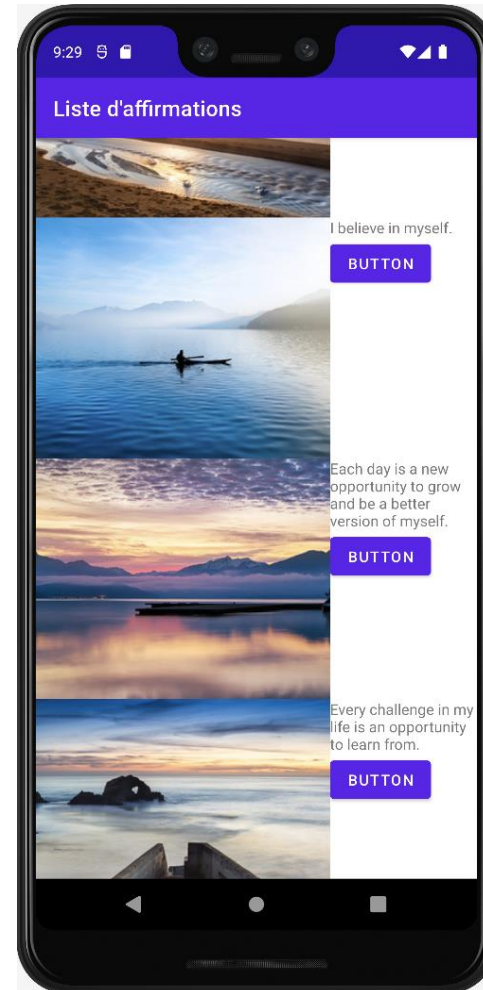 9:29
Liste d'affirmations
I believe in myself.
BUTTON
Each day is a new
opportunity to grow
and be a better
version of myself.
BUTTON
Every challenge in my
life is an opportunity
to learn from.
BUTTON